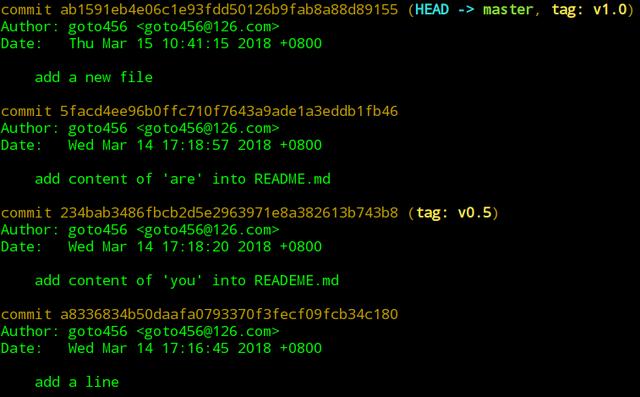 commit ab1591eb4e06c1e93fdd50126b9fab8a88d89155 (HEAD -> master, tag: v1.0)
Author: goto456 <goto456@126.com>
Date:   Thu Mar 15 10:41:15 2018 +0800
    add a new file
commit 5facd4ee96b0ffc710f7643a9ade1a3eddb1fb46
Author: goto456 <goto456@126.com>
Date:   Wed Mar 14 17:18:57 2018 +0800
    add content of 'are' into README.md
commit 234bab3486fbcb2d5e2963971e8a382613b743b8 (tag: v0.5)
Author: goto456 <goto456@126.com>
Date:   Wed Mar 14 17:18:20 2018 +0800
    add content of 'you' into READEME.md
commit a8336834b50daafa0793370f3fecf09fcb34c180
Author: goto456 <goto456@126.com>
Date:   Wed Mar 14 17:16:45 2018 +0800
    add a line